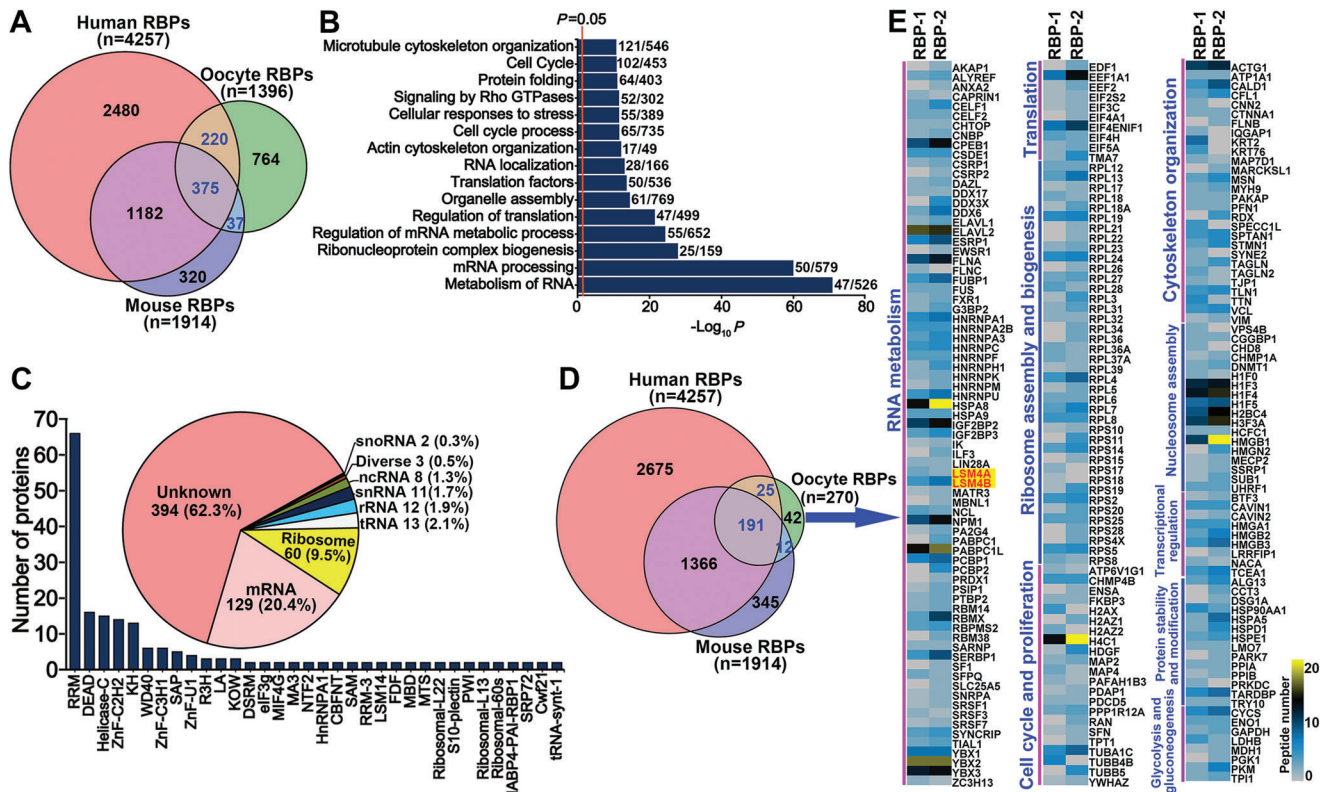 A
Human RBPs
(n=4257)
Oocyte RBPs
(n=1396)
2480
220
764
375
1182
37
320
Mouse RBPs
(n=1914)
B
P=0.05
Microtubule cytoskeleton organization 121/546
Cell Cycle 102/453
Protein folding 64/403
Signaling by Rho GTPases 52/302
Cellular responses to stress 55/389
Cell cycle process 65/735
Actin cytoskeleton organization 17/49
RNA localization 28/166
Translation factors 50/536
Organelle assembly 61/769
Regulation of translation 47/499
Regulation of mRNA metabolic process 55/652
Ribonucleoprotein complex biogenesis 25/159
mRNA processing 50/579
Metabolism of RNA 47/526
0 20 40 60 80
-Log10 P
C
Number of proteins
70
60
50
40
30
20
10
0
Unknown
394 (62.3%)
snoRNA 2 (0.3%)
Diverse 3 (0.5%)
ncRNA 8 (1.3%)
snRNA 11(1.7%)
rRNA 12 (1.9%)
tRNA 13 (2.1%)
Ribosome
60 (9.5%)
mRNA
129 (20.4%)
RRM
DEAD
Helicase-C
ZnF-C2H2
KH
WD40
ZnF-C3H1
SAP
ZnF-U1
R3H
LA
KOW
DSRM
eIF3g
MIF4G
MA3
NTF2
HnRNPA1
CBFNT
SAM
RRM-3
LSM14
FDF
MBD
MTS
Ribosomal-L22
S10-plectin
PWI
Ribosomal-L13
Ribosomal-60s
HABP4-PAI-RBP1
SRP72
Cwf21
tRNA-synt-1
D
Human RBPs
(n=4257)
2675
25
Oocyte RBPs
(n=270)
42
191
12
1366
345
Mouse RBPs
(n=1914)
E
RBP-1
RBP-2
RNA metabolism
AKAP1
ALYREF
ANXA2
CAPRIN1
CELF1
CELF2
CHTOP
CNBP
CPEB1
CSDE1
CSRP1
CSRP2
DAZL
DDX17
DDX3X
DDX6
ELAVL1
ELAVL2
ESRP1
EWSR1
FLNA
FLNC
FUBP1
FUS
FXR1
G3BP2
HNRNPA1
HNRNPA2B
HNRNPA3
HNRNPC
HNRNPF
HNRNPH1
HNRNPK
HNRNPM
HNRNPU
HSPA8
HSPA9
IGF2BP2
IGF2BP3
IK
ILF3
LIN28A
LSM4A
LSM4B
MATR3
MBNL1
NCL
NPM1
PA2G4
PABPC1
PABPC1L
PCBP1
PCBP2
PRDX1
PSIP1
PTBP2
RBM14
RBMX
RBPMS2
RBM38
SARNP
SERBP1
SF1
SFPQ
SLC25A5
SNRPA
SRSF1
SRSF3
SRSF7
SYNCRIP
TIAL1
YBX1
YBX2
YBX3
ZC3H13
RBP-1
RBP-2
Translation
EDF1
EEF1A1
EEF2
EIF2S2
EIF3C
EIF4A1
EIF4ENIF1
EIF4H
EIF5A
TMA7
Ribosome assembly and biogenesis
RPL12
RPL13
RPL17
RPL18
RPL18A
RPL19
RPL21
RPL22
RPL23
RPL24
RPL26
RPL27
RPL28
RPL3
RPL31
RPL32
RPL34
RPL36
RPL36A
RPL37A
RPL39
RPL4
RPL5
RPL6
RPL7
RPL8
RPS10
RPS11
RPS14
RPS15
RPS17
RPS18
RPS19
RPS2
RPS20
RPS25
RPS28
RPS4X
RPS5
RPS8
Cell cycle and proliferation
ATP6V1G1
CHMP4B
ENSA
FKBP3
H2AX
H2AZ1
H2AZ2
H4C1
HDGF
MAP2
MAP4
PAFAH1B3
PDAP1
PDCD5
PPP1R12A
RAN
SFN
TPT1
TUBA1C
TUBB4B
TUBB5
YWHAZ
RBP-1
RBP-2
Cytoskeleton organization
ACTG1
ATP1A1
CALD1
CFL1
CNN2
CTNNA1
FLNB
IQGAP1
KRT2
KRT76
MAP7D1
MARCKSL1
MSN
MYH9
PAKAP
PFN1
RDX
SPECC1L
SPTAN1
STMN1
SYNE2
TAGLN
TAGLN2
TJP1
TLN1
TTN
VCL
VIM
Nucleosome assembly
VPS4B
CGGBP1
CHD8
CHMP1A
DNMT1
H1F0
H1F3
H1F4
H1F5
H2BC4
H3F3A
HCFC1
HMGB1
HMGN2
MECP2
SSRP1
SUB1
UHRF1
Transcriptional
regulation
BTF3
CAVIN1
CAVIN2
HMGA1
HMGB2
HMGB3
LRRFIP1
NACA
TCEA1
Protein stability
and modification
ALG13
CCT3
DSG1A
HSP90AA1
HSPA5
HSPD1
HSPE1
LMO7
PARK7
PPIA
PPIB
PRKDC
TARDBP
TRY10
Glycolysis and
gluconeogenesis
CYCS
ENO1
GAPDH
LDHB
MDH1
PGK1
PKM
TPI1
Peptide number
30
20
10
0